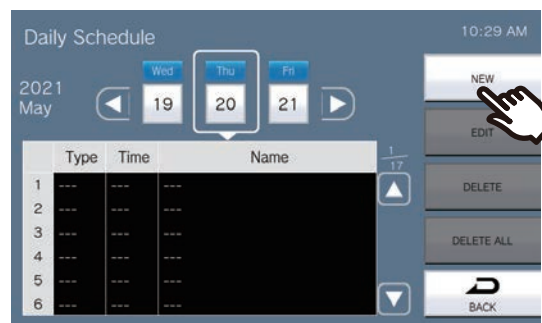 Daily Schedule
10:29 AM
2021
May
Wed
19
Thu
20
Fri
21
NEW
EDIT
DELETE
DELETE ALL
BACK
Type Time Name
1/17
1 --- --- ---
2 --- --- ---
3 --- --- ---
4 --- --- ---
5 --- --- ---
6 --- --- ---